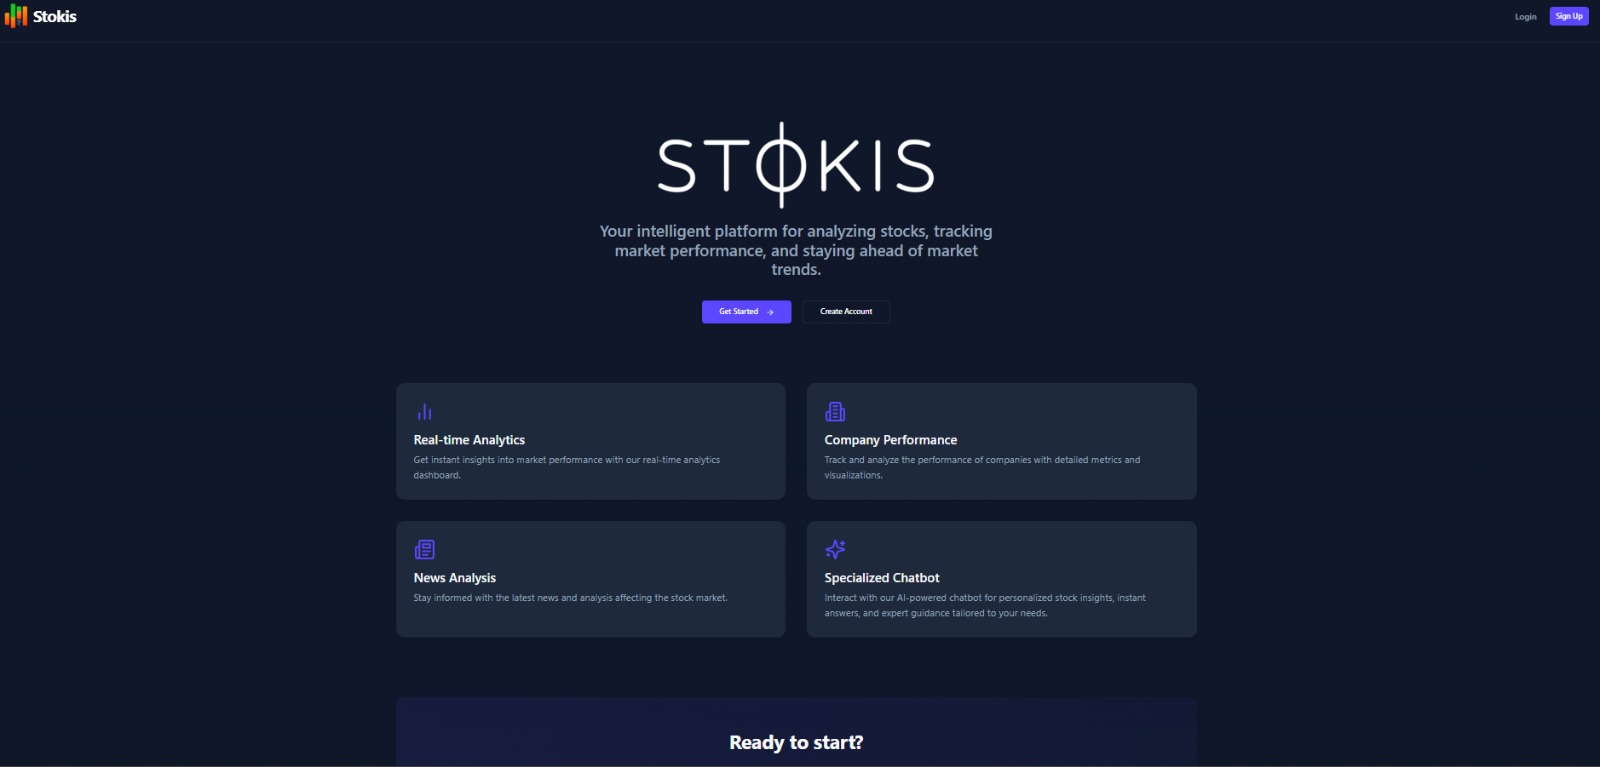 Stokis
Login
Sign Up
STOKIS
Your intelligent platform for analyzing stocks, tracking
market performance, and staying ahead of market
trends.
Get Started →
Create Account
Real-time Analytics
Get instant insights into market performance with our real-time analytics
dashboard.
Company Performance
Track and analyze the performance of companies with detailed metrics and
visualizations.
News Analysis
Stay informed with the latest news and analysis affecting the stock market.
Specialized Chatbot
Interact with our AI-powered chatbot for personalized stock insights, instant
answers, and expert guidance tailored to your needs.
Ready to start?